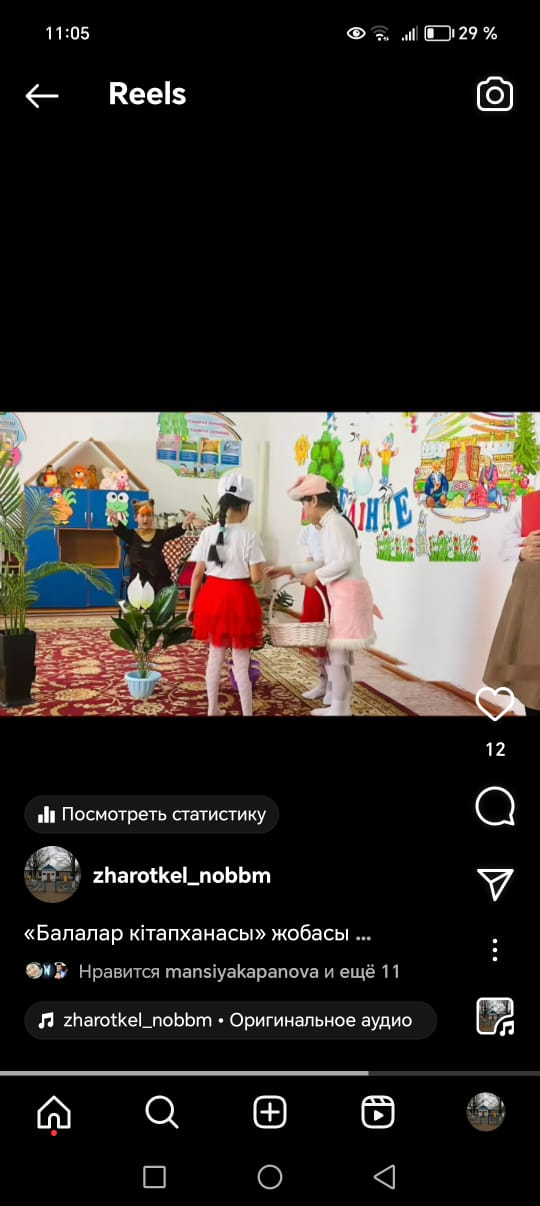 11:05
29 %
Reels
12
Посмотреть статистику
zharotkel_nobbm
«Балалар кітапханасы» жобасы ...
Нравится mansiyakapanova и ещё 11
zharotkel_nobbm • Оригинальное аудио